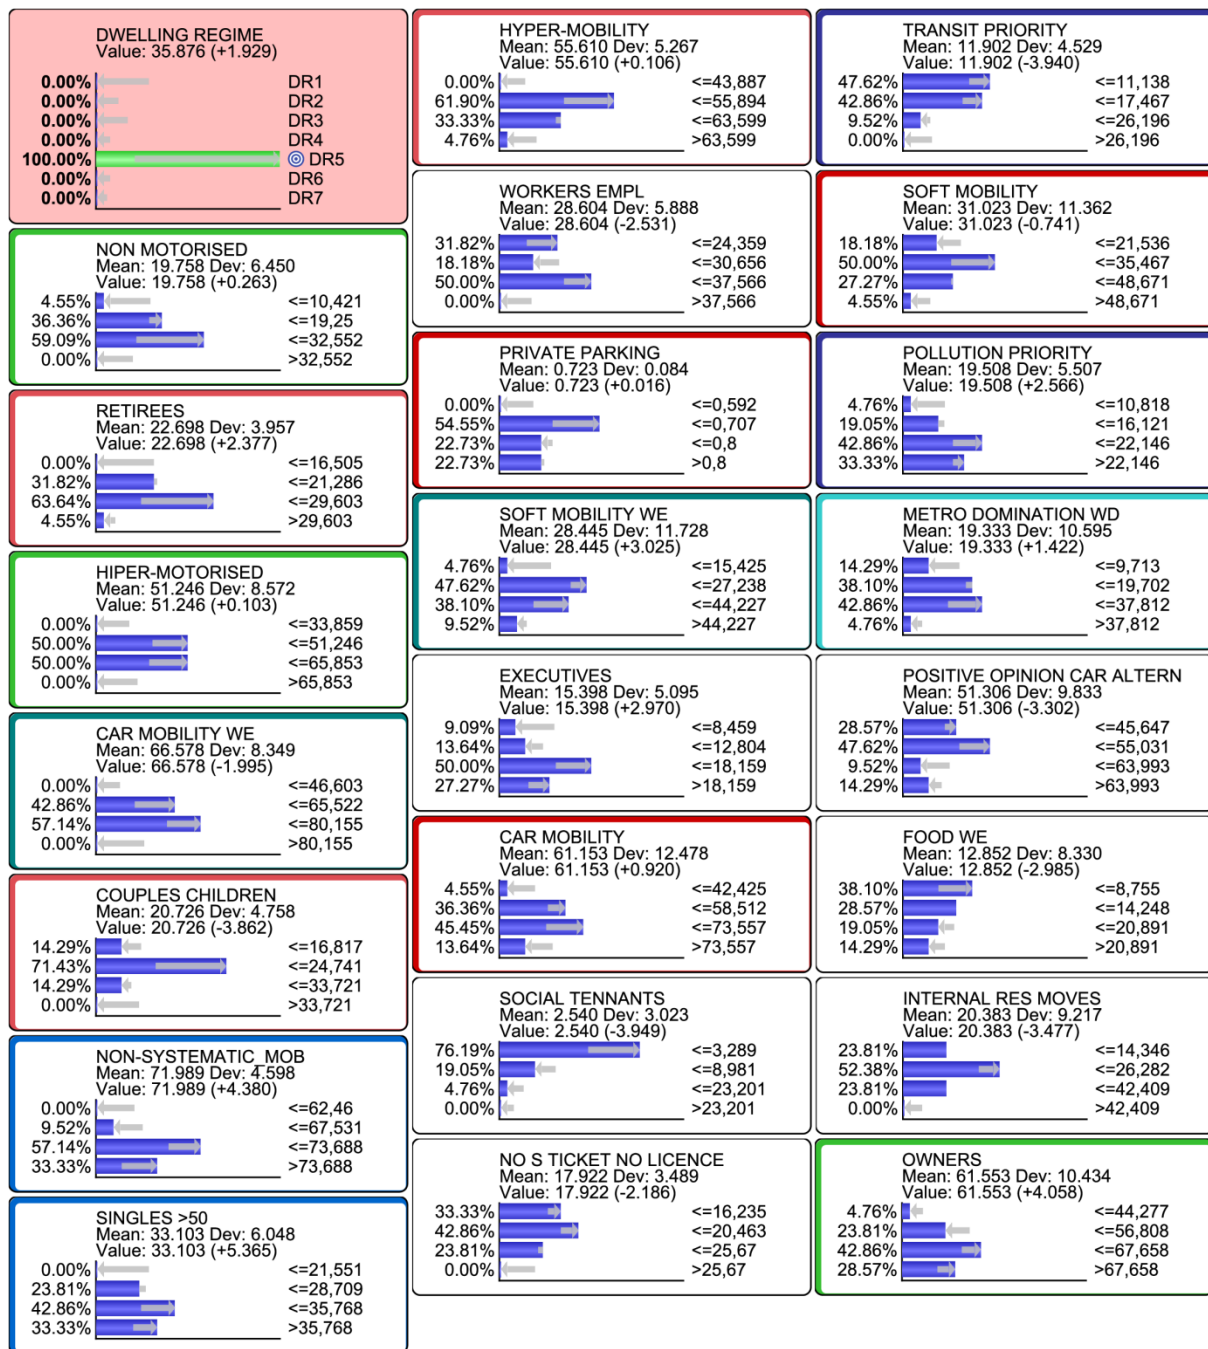 DWELLING REGIME
Value: 35.876 (+1.929)
0.00% DR1
0.00% DR2
0.00% DR3
0.00% DR4
100.00% DR5
0.00% DR6
0.00% DR7
NON MOTORISED
Mean: 19.758 Dev: 6.450
Value: 19.758 (+0.263)
4.55% <=10,421
36.36% <=19,25
59.09% <=32,552
0.00% >32,552
RETIREES
Mean: 22.698 Dev: 3.957
Value: 22.698 (+2.377)
0.00% <=16,505
31.82% <=21,286
63.64% <=29,603
4.55% >29,603
HIPER-MOTORISED
Mean: 51.246 Dev: 8.572
Value: 51.246 (+0.103)
0.00% <=33,859
50.00% <=51,246
50.00% <=65,853
0.00% >65,853
CAR MOBILITY WE
Mean: 66.578 Dev: 8.349
Value: 66.578 (-1.995)
0.00% <=46,603
42.86% <=65,522
57.14% <=80,155
0.00% >80,155
COUPLES CHILDREN
Mean: 20.726 Dev: 4.758
Value: 20.726 (-3.862)
14.29% <=16,817
71.43% <=24,741
14.29% <=33,721
0.00% >33,721
NON-SYSTEMATIC_MOB
Mean: 71.989 Dev: 4.598
Value: 71.989 (+4.380)
0.00% <=62,46
9.52% <=67,531
57.14% <=73,688
33.33% >73,688
SINGLES >50
Mean: 33.103 Dev: 6.048
Value: 33.103 (+5.365)
0.00% <=21,551
23.81% <=28,709
42.86% <=35,768
33.33% >35,768
HYPER-MOBILITY
Mean: 55.610 Dev: 5.267
Value: 55.610 (+0.106)
0.00% <=43,887
61.90% <=55,894
33.33% <=63,599
4.76% >63,599
WORKERS EMPL
Mean: 28.604 Dev: 5.888
Value: 28.604 (-2.531)
31.82% <=24,359
18.18% <=30,656
50.00% <=37,566
0.00% >37,566
PRIVATE PARKING
Mean: 0.723 Dev: 0.084
Value: 0.723 (+0.016)
0.00% <=0,592
54.55% <=0,707
22.73% <=0,8
22.73% >0,8
SOFT MOBILITY WE
Mean: 28.445 Dev: 11.728
Value: 28.445 (+3.025)
4.76% <=15,425
47.62% <=27,238
38.10% <=44,227
9.52% >44,227
EXECUTIVES
Mean: 15.398 Dev: 5.095
Value: 15.398 (+2.970)
9.09% <=8,459
13.64% <=12,804
50.00% <=18,159
27.27% >18,159
CAR MOBILITY
Mean: 61.153 Dev: 12.478
Value: 61.153 (+0.920)
4.55% <=42,425
36.36% <=58,512
45.45% <=73,557
13.64% >73,557
SOCIAL TENNANTS
Mean: 2.540 Dev: 3.023
Value: 2.540 (-3.949)
76.19% <=3,289
19.05% <=8,981
4.76% <=23,201
0.00% >23,201
NO S TICKET NO LICENCE
Mean: 17.922 Dev: 3.489
Value: 17.922 (-2.186)
33.33% <=16,235
42.86% <=20,463
23.81% <=25,67
0.00% >25,67
TRANSIT PRIORITY
Mean: 11.902 Dev: 4.529
Value: 11.902 (-3.940)
47.62% <=11,138
42.86% <=17,467
9.52% <=26,196
0.00% >26,196
SOFT MOBILITY
Mean: 31.023 Dev: 11.362
Value: 31.023 (-0.741)
18.18% <=21,536
50.00% <=35,467
27.27% <=48,671
4.55% >48,671
POLLUTION PRIORITY
Mean: 19.508 Dev: 5.507
Value: 19.508 (+2.566)
4.76% <=10,818
19.05% <=16,121
42.86% <=22,146
33.33% >22,146
METRO DOMINATION WD
Mean: 19.333 Dev: 10.595
Value: 19.333 (+1.422)
14.29% <=9,713
38.10% <=19,702
42.86% <=37,812
4.76% >37,812
POSITIVE OPINION CAR ALTERN
Mean: 51.306 Dev: 9.833
Value: 51.306 (-3.302)
28.57% <=45,647
47.62% <=55,031
9.52% <=63,993
14.29% >63,993
FOOD WE
Mean: 12.852 Dev: 8.330
Value: 12.852 (-2.985)
38.10% <=8,755
28.57% <=14,248
19.05% <=20,891
14.29% >20,891
INTERNAL RES MOVES
Mean: 20.383 Dev: 9.217
Value: 20.383 (-3.477)
23.81% <=14,346
52.38% <=26,282
23.81% <=42,409
0.00% >42,409
OWNERS
Mean: 61.553 Dev: 10.434
Value: 61.553 (+4.058)
4.76% <=44,277
23.81% <=56,808
42.86% <=67,658
28.57% >67,658